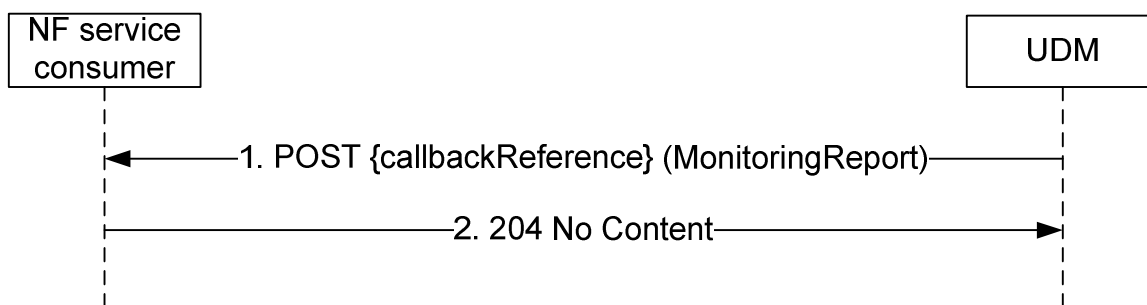 NF service
consumer
UDM
1. POST {callbackReference} (MonitoringReport)
2. 204 No Content